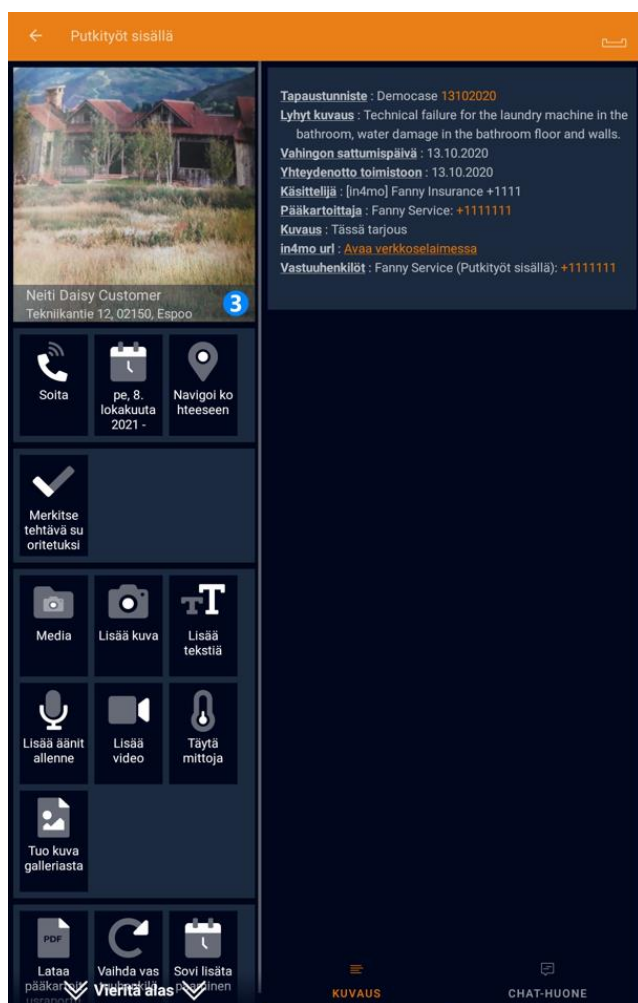 Putkityöt sisällä
Neiti Daisy Customer
Tekniikantie 12, 02150, Espoo
3
Soita
pe, 8.
lokakuuta
2021 -
Navigoi ko
hteeseen
Merkitse
tehtävä su
oritetuksi
Media
Lisää kuva
TT
Lisää
tekstiä
Lisää äänit
allenne
Lisää
video
Täytä
mittoja
Tuo kuva
galleriasta
PDF
Lataa
Vaihda vas
Sovi lisäta
Vieritä alas
Tapaustunniste : Democase 13102020
Lyhyt kuvaus : Technical failure for the laundry machine in the
bathroom, water damage in the bathroom floor and walls.
Vahingon sattumispäivä : 13.10.2020
Yhteydenotto toimistoon : 13.10.2020
Käsittelijä : [in4mo] Fanny Insurance +1111
Pääkartoittaja : Fanny Service: +1111111
Kuvaus : Tässä tarjous
in4mo url : Avaa verkkoselaimessa
Vastuuhenkilöt : Fanny Service (Putkityöt sisällä): +1111111
KUVAUS
CHAT-HUONE